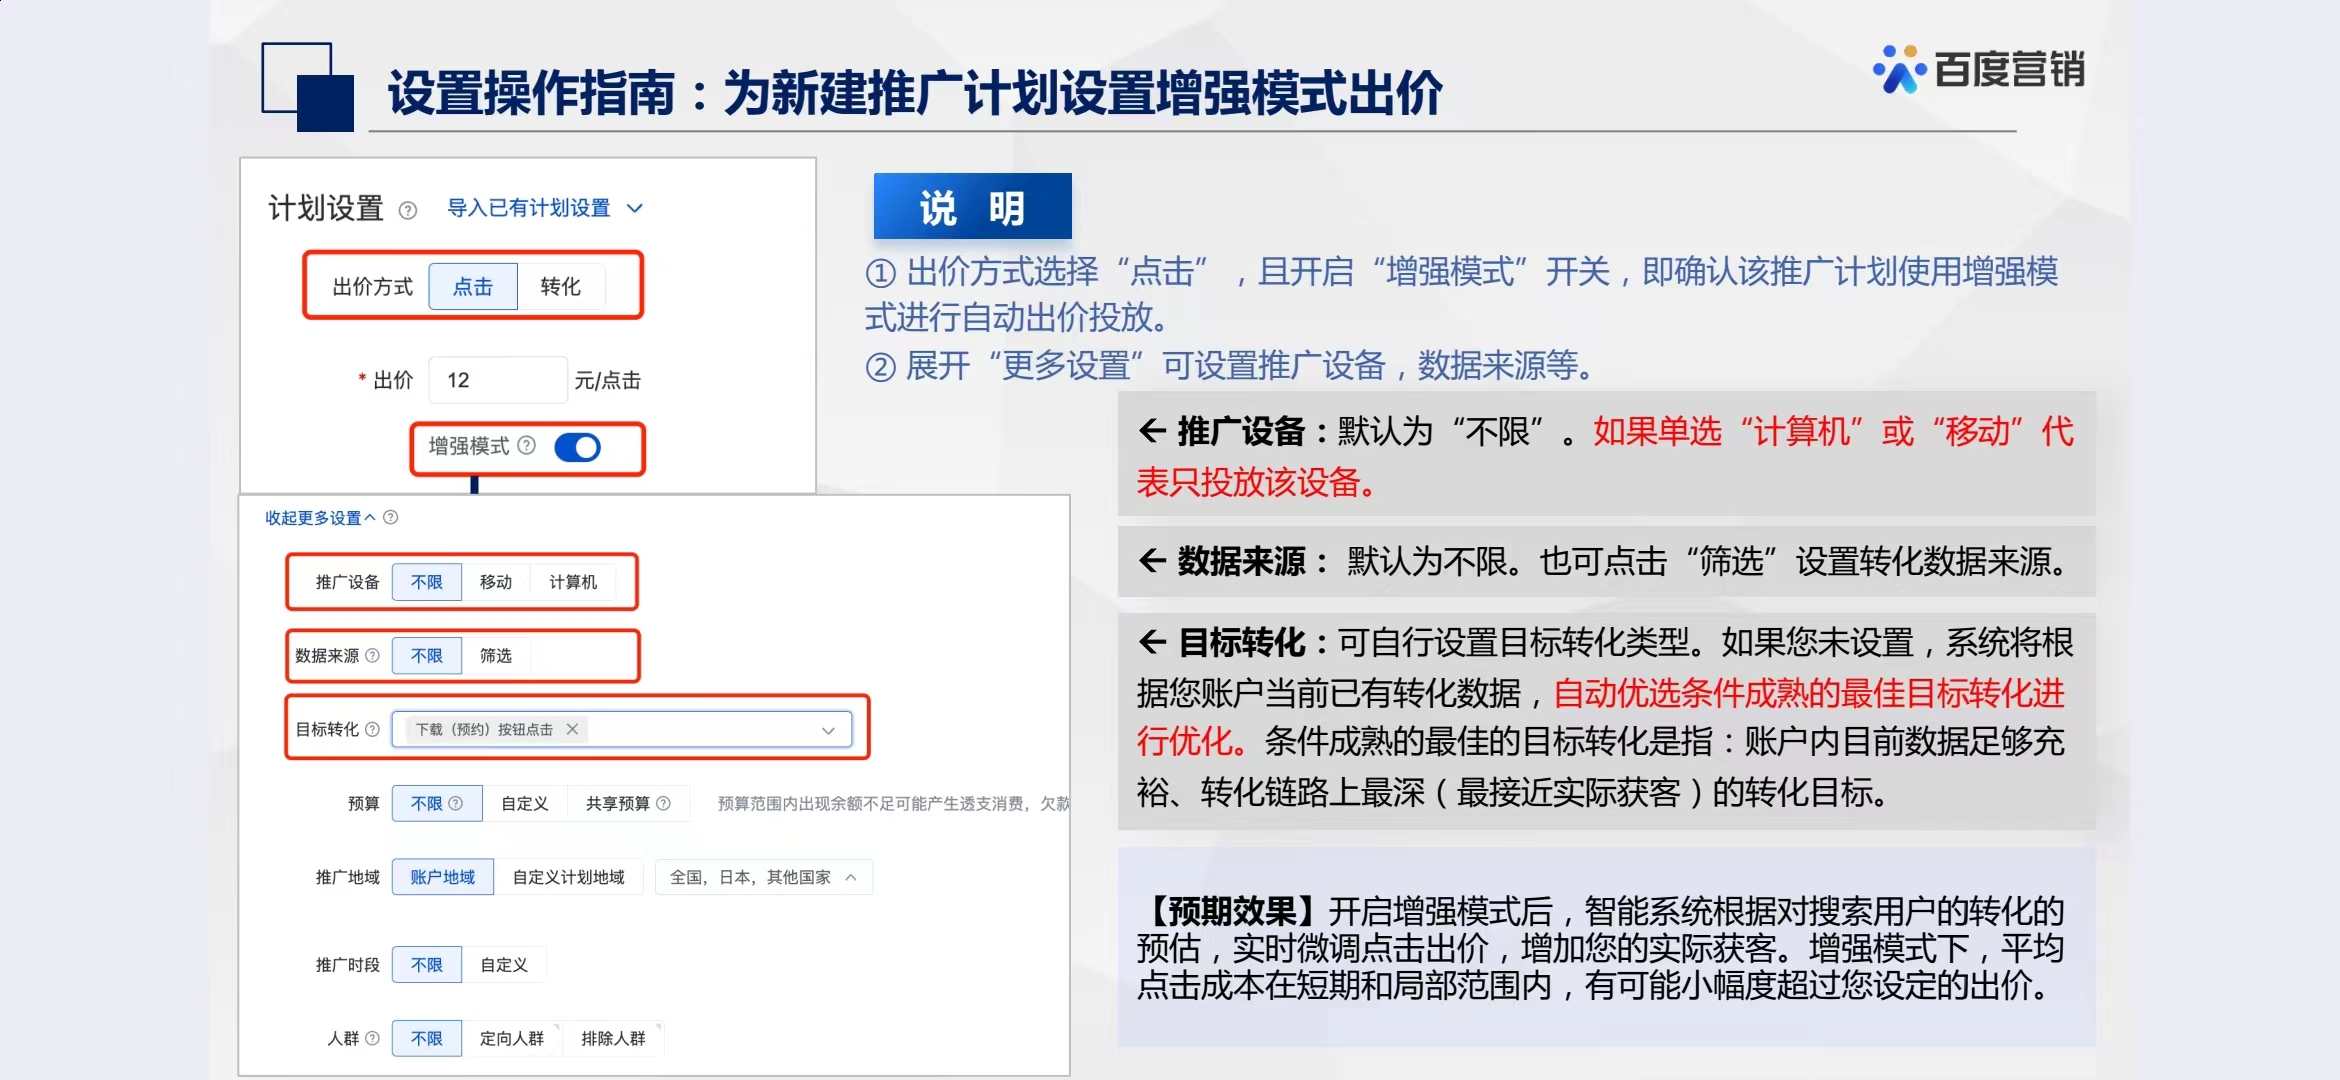 设置操作指南：为新建推广计划设置增强模式出价
百度营销
计划设置 ? 导入已有计划设置
出价方式 点击 转化
* 出价 12 元/点击
增强模式 ?
收起更多设置 ?
推广设备 不限 移动 计算机
数据来源 ? 不限 筛选
目标转化 ? 下载（预约）按钮点击 ×
预算 不限 ? 自定义 共享预算 ? 预算范围内出现余额不足可能产生透支消费，欠款
推广地域 账户地域 自定义计划地域 全国，日本，其他国家
推广时段 不限 自定义
人群 ? 不限 定向人群 排除人群
说 明
① 出价方式选择“点击”，且开启“增强模式”开关，即确认该推广计划使用增强模
式进行自动出价投放。
② 展开“更多设置”可设置推广设备，数据来源等。
← 推广设备：默认为“不限”。如果单选“计算机”或“移动”代
表只投放该设备。
← 数据来源： 默认为不限。也可点击“筛选”设置转化数据来源。
← 目标转化：可自行设置目标转化类型。如果您未设置，系统将根
据您账户当前已有转化数据，自动优选条件成熟的最佳目标转化进
行优化。条件成熟的最佳的目标转化是指：账户内目前数据足够充
裕、转化链路上最深（最接近实际获客）的转化目标。
【预期效果】开启增强模式后，智能系统根据对搜索用户的转化的
预估，实时微调点击出价，增加您的实际获客。增强模式下，平均
点击成本在短期和局部范围内，有可能小幅度超过您设定的出价。